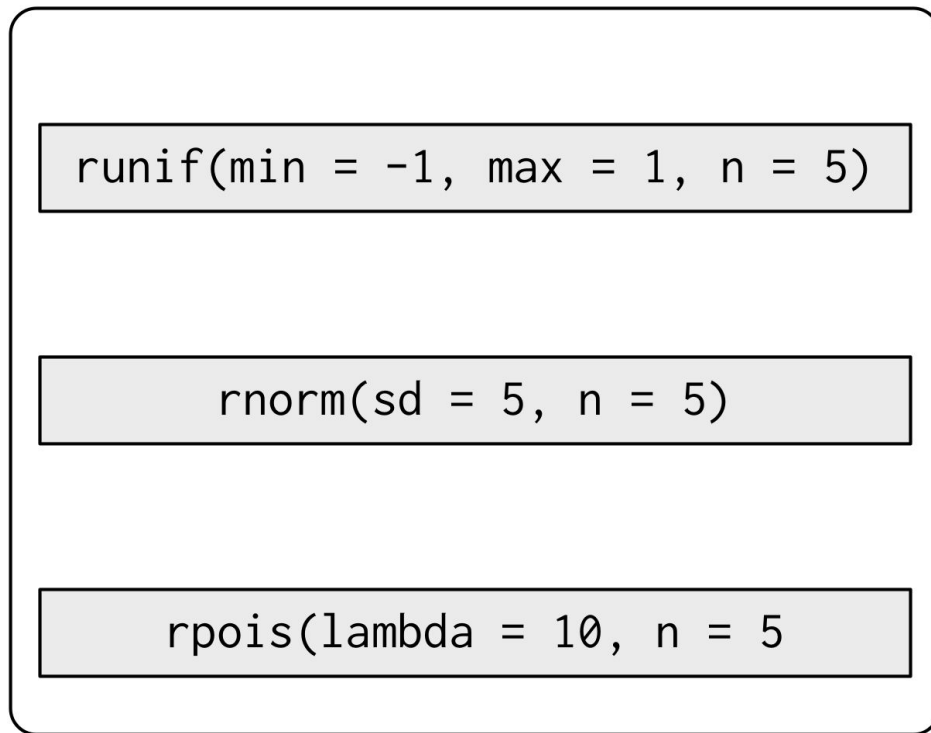 runif(min = -1, max = 1, n = 5)
rnorm(sd = 5, n = 5)
rpois(lambda = 10, n = 5